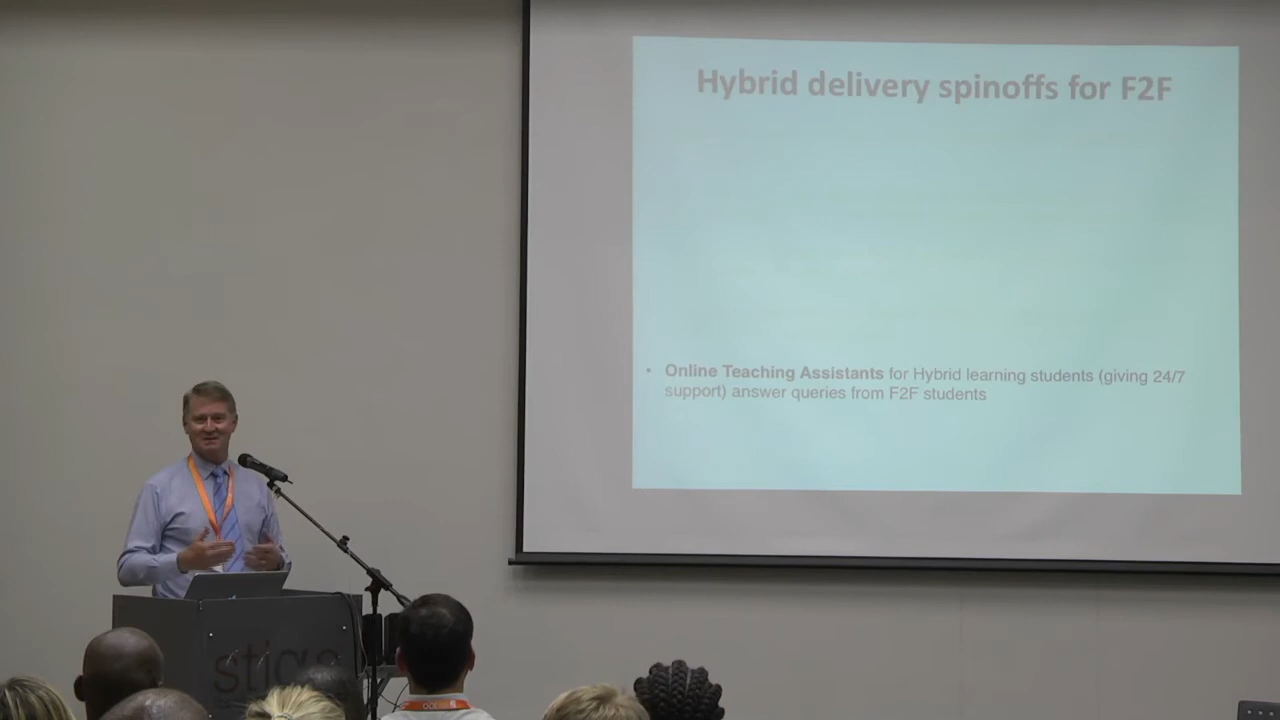 Hybrid delivery spinoffs for F2F
• Online Teaching Assistants for Hybrid learning students (giving 24/7
support) answer queries from F2F students